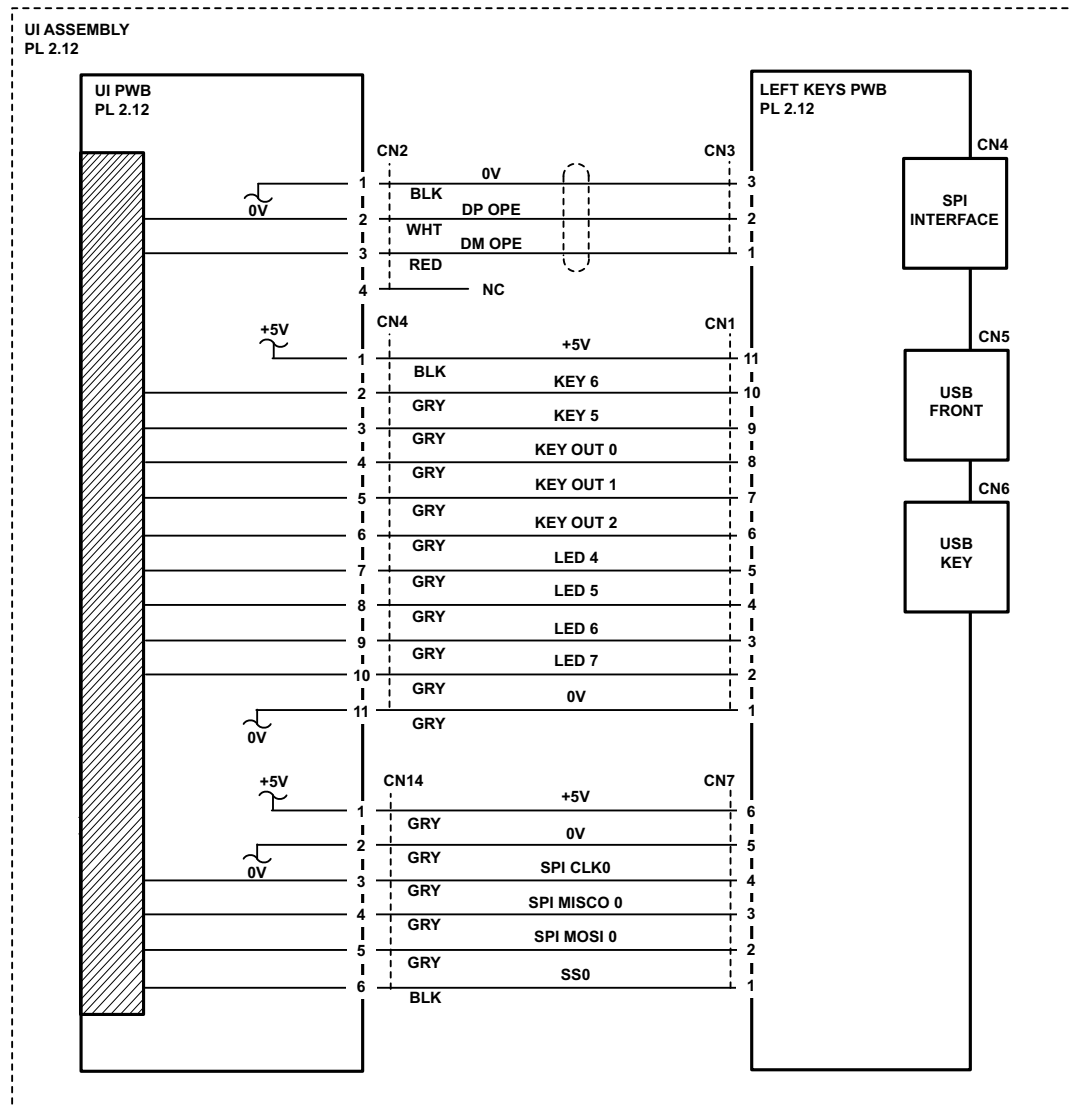 UI ASSEMBLY
PL 2.12
UI PWB
PL 2.12
LEFT KEYS PWB
PL 2.12
CN2
CN3
CN4
1
0V
3
0V
BLK
2
DP OPE
2
WHT
3
DM OPE
1
RED
4
NC
SPI
INTERFACE
CN4
CN1
CN5
+5V
1
+5V
11
BLK
2
KEY 6
10
GRY
3
KEY 5
9
GRY
4
KEY OUT 0
8
GRY
5
KEY OUT 1
7
GRY
6
KEY OUT 2
6
GRY
7
LED 4
5
GRY
8
LED 5
4
GRY
9
LED 6
3
GRY
10
LED 7
2
GRY
11
0V
1
0V
GRY
USB
FRONT
CN6
USB
KEY
CN14
CN7
+5V
1
+5V
6
GRY
2
0V
5
0V
GRY
3
SPI CLK0
4
GRY
4
SPI MISCO 0
3
GRY
5
SPI MOSI 0
2
GRY
6
SS0
1
BLK